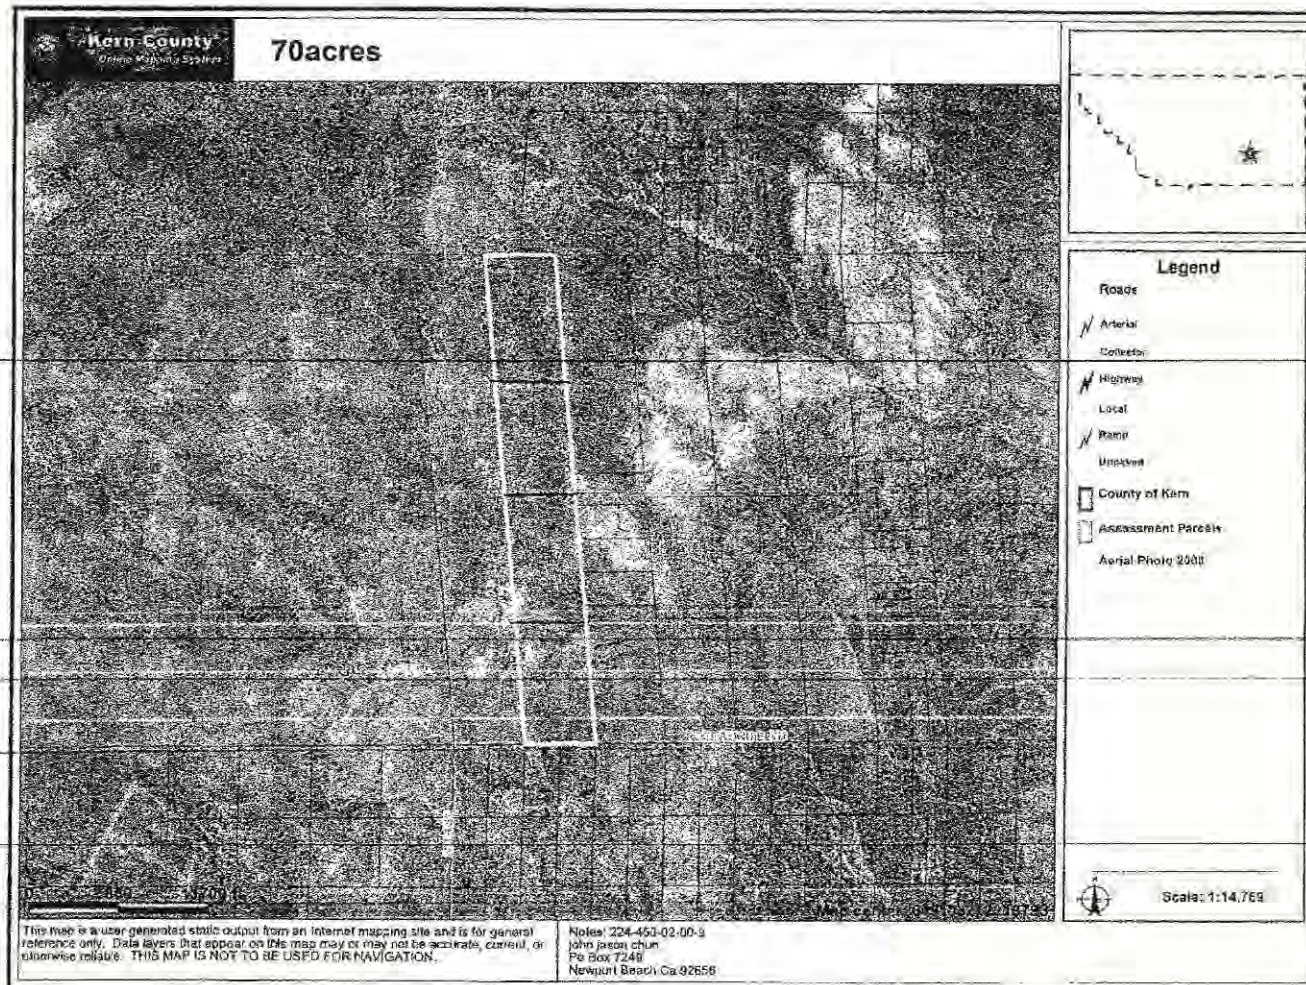 Kern County
Online Mapping System
70acres
Legend
Roads
Arterial
Collector
Highway
Local
Ramp
Unpaved
County of Kern
Assessment Parcels
Aerial Photo
Scale: 1:14,769
This map is a user generated static output from an Internet mapping site and is for general
reference only. Data layers that appear on this map may or may not be accurate, current, or
otherwise reliable. THIS MAP IS NOT TO BE USED FOR NAVIGATION.
Notes: 224-450-02-00-
john jason chun
Po Box 7249
Newport Beach Ca 92658